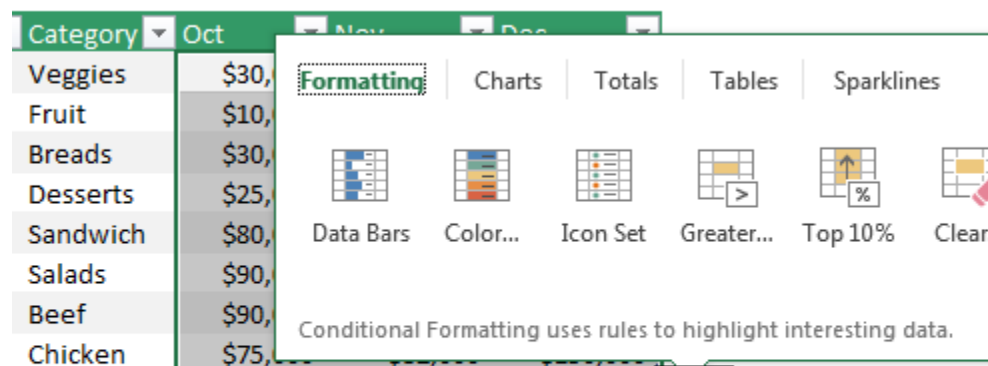 Category Oct Nov Dec
Formatting Charts Totals Tables Sparklines
Veggies $30,
Fruit $10,
Breads $30,
Desserts $25,
Sandwich $80,
Data Bars Color... Icon Set Greater... Top 10% Clear
Salads $90,
Beef $90,
Conditional Formatting uses rules to highlight interesting data.
Chicken $75,